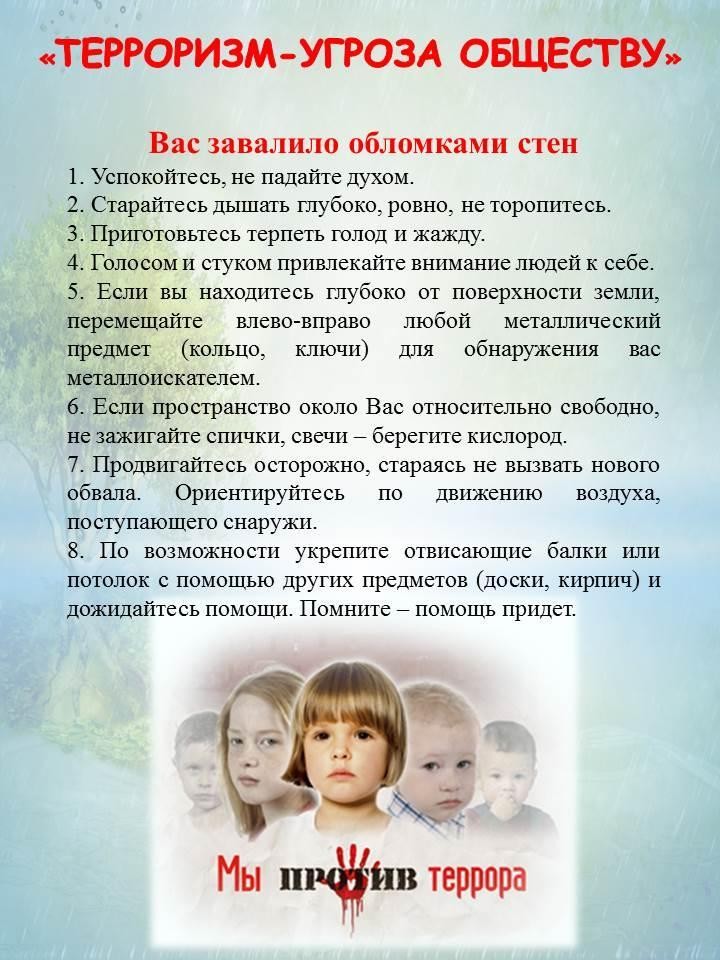 «ТЕРРОРИЗМ-УГРОЗА ОБЩЕСТВУ»
Вас завалило обломками стен
1. Успокойтесь, не падайте духом.
2. Старайтесь дышать глубоко, ровно, не торопитесь.
3. Приготовьтесь терпеть голод и жажду.
4. Голосом и стуком привлекайте внимание людей к себе.
5. Если вы находитесь глубоко от поверхности земли,
перемещайте влево-вправо любой металлический
предмет (кольцо, ключи) для обнаружения вас
металлоискателем.
6. Если пространство около Вас относительно свободно,
не зажигайте спички, свечи – берегите кислород.
7. Продвигайтесь осторожно, стараясь не вызвать нового
обвала. Ориентируйтесь по движению воздуха,
поступающего снаружи.
8. По возможности укрепите отвисающие балки или
потолок с помощью других предметов (доски, кирпич) и
дожидайтесь помощи. Помните – помощь придет.
Мы против террора